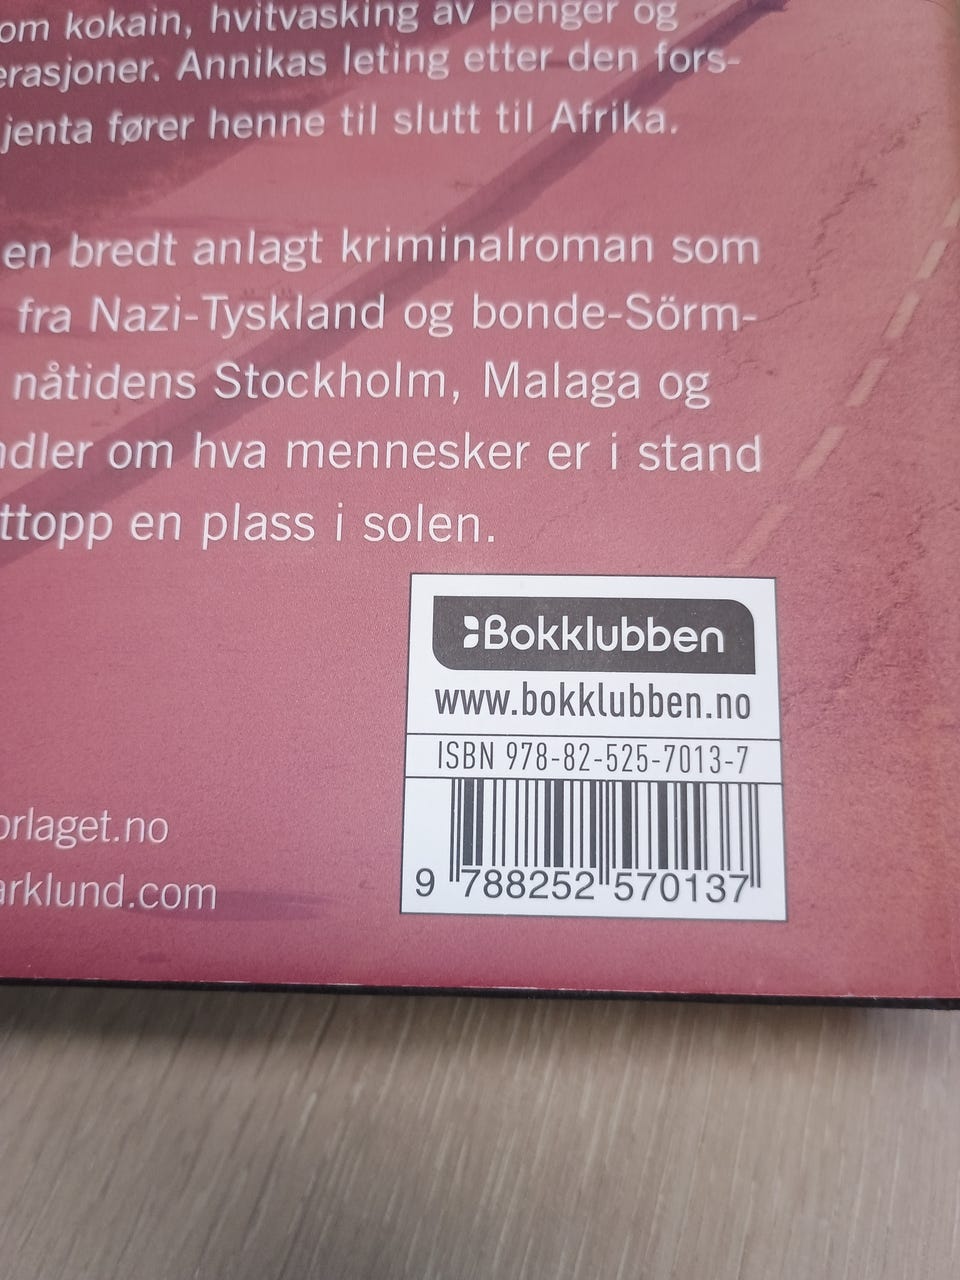 om kokain, hvitvasking av penger og
erasjoner. Annikas leting etter den fors-
jenta fører henne til slutt til Afrika.
en bredt anlagt kriminalroman som
fra Nazi-Tyskland og bonde-Sörm-
nåtidens Stockholm, Malaga og
ndler om hva mennesker er i stand
ttopp en plass i solen.
Bokklubben
www.bokklubben.no
ISBN 978-82-525-7013-7
9 788252 570137
orlaget.no
arklund.com